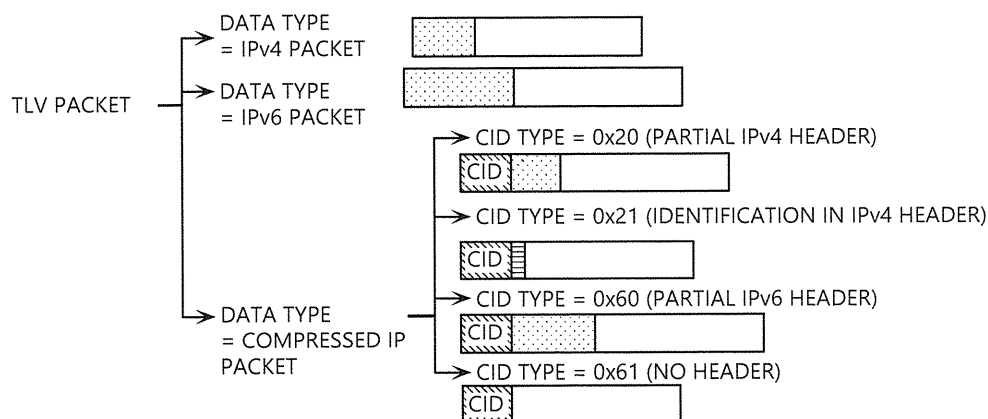 DATA TYPE
= IPv4 PACKET
TLV PACKET
DATA TYPE
= IPv6 PACKET
CID TYPE = 0x20 (PARTIAL IPv4 HEADER)
CID
CID TYPE = 0x21 (IDENTIFICATION IN IPv4 HEADER)
CID
DATA TYPE
= COMPRESSED IP
PACKET
CID TYPE = 0x60 (PARTIAL IPv6 HEADER)
CID
CID TYPE = 0x61 (NO HEADER)
CID